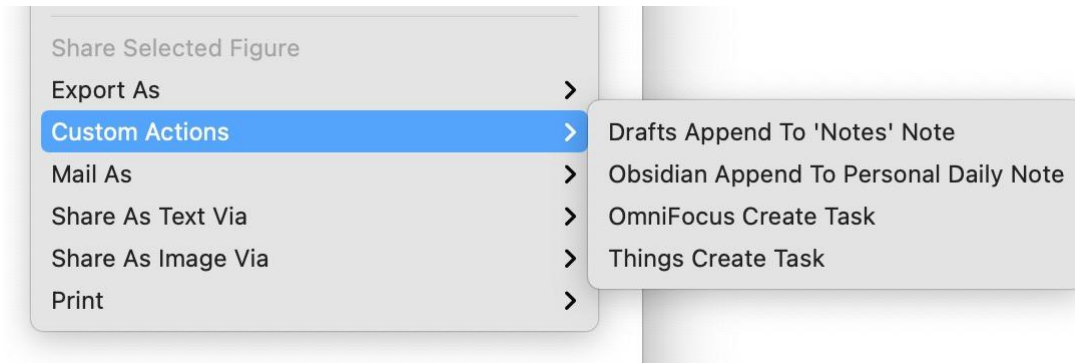 Share Selected Figure
Export As
Custom Actions
Mail As
Share As Text Via
Share As Image Via
Print
Drafts Append To 'Notes' Note
Obsidian Append To Personal Daily Note
OmniFocus Create Task
Things Create Task